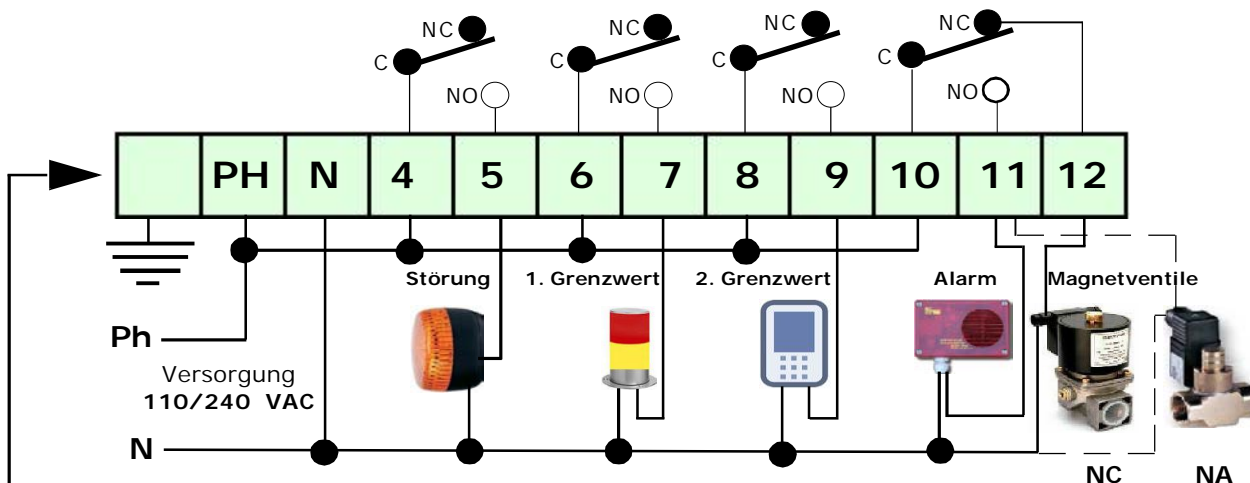 NC NC NC NC
C C C C
NO NO NO NO
PH N 4 5 6 7 8 9 10 11 12
Störung 1. Grenzwert 2. Grenzwert Alarm Magnetventile
Ph
Versorgung
110/240 VAC
N
NC NA